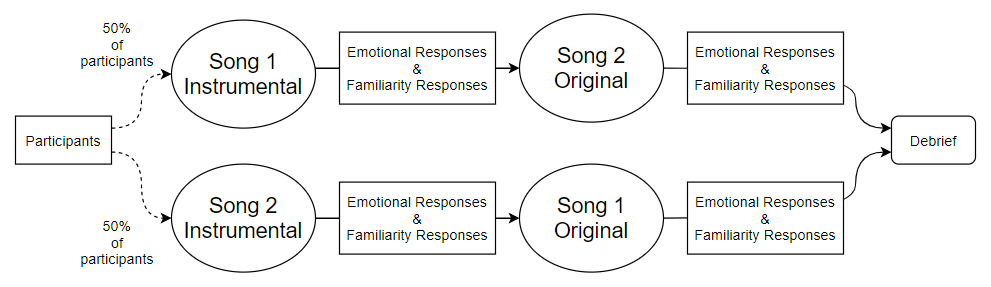 50%
of
participants
Song 1
Instrumental
Emotional Responses
&
Familiarity Responses
Song 2
Original
Emotional Responses
&
Familiarity Responses
Participants
Debrief
Song 2
Instrumental
Emotional Responses
&
Familiarity Responses
Song 1
Original
Emotional Responses
&
Familiarity Responses
50%
of
participants